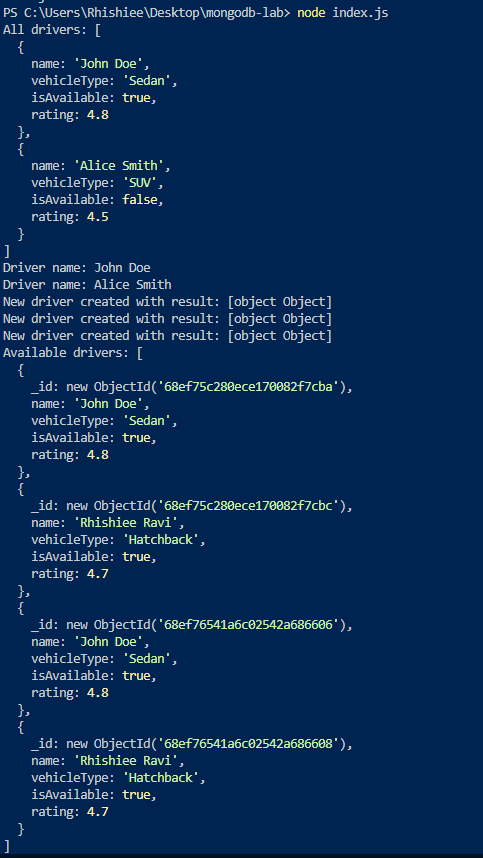 PS C:\Users\Rhishiee\Desktop\mongodb-lab> node index.js
All drivers: [
  {
    name: 'John Doe',
    vehicleType: 'Sedan',
    isAvailable: true,
    rating: 4.8
  },
  {
    name: 'Alice Smith',
    vehicleType: 'SUV',
    isAvailable: false,
    rating: 4.5
  }
]
Driver name: John Doe
Driver name: Alice Smith
New driver created with result: [object Object]
New driver created with result: [object Object]
New driver created with result: [object Object]
Available drivers: [
  {
    _id: new ObjectId('68ef75c280ece170082f7cba'),
    name: 'John Doe',
    vehicleType: 'Sedan',
    isAvailable: true,
    rating: 4.8
  },
  {
    _id: new ObjectId('68ef75c280ece170082f7cbc'),
    name: 'Rhishiee Ravi',
    vehicleType: 'Hatchback',
    isAvailable: true,
    rating: 4.7
  },
  {
    _id: new ObjectId('68ef76541a6c02542a686606'),
    name: 'John Doe',
    vehicleType: 'Sedan',
    isAvailable: true,
    rating: 4.8
  },
  {
    _id: new ObjectId('68ef76541a6c02542a686608'),
    name: 'Rhishiee Ravi',
    vehicleType: 'Hatchback',
    isAvailable: true,
    rating: 4.7
  }
]